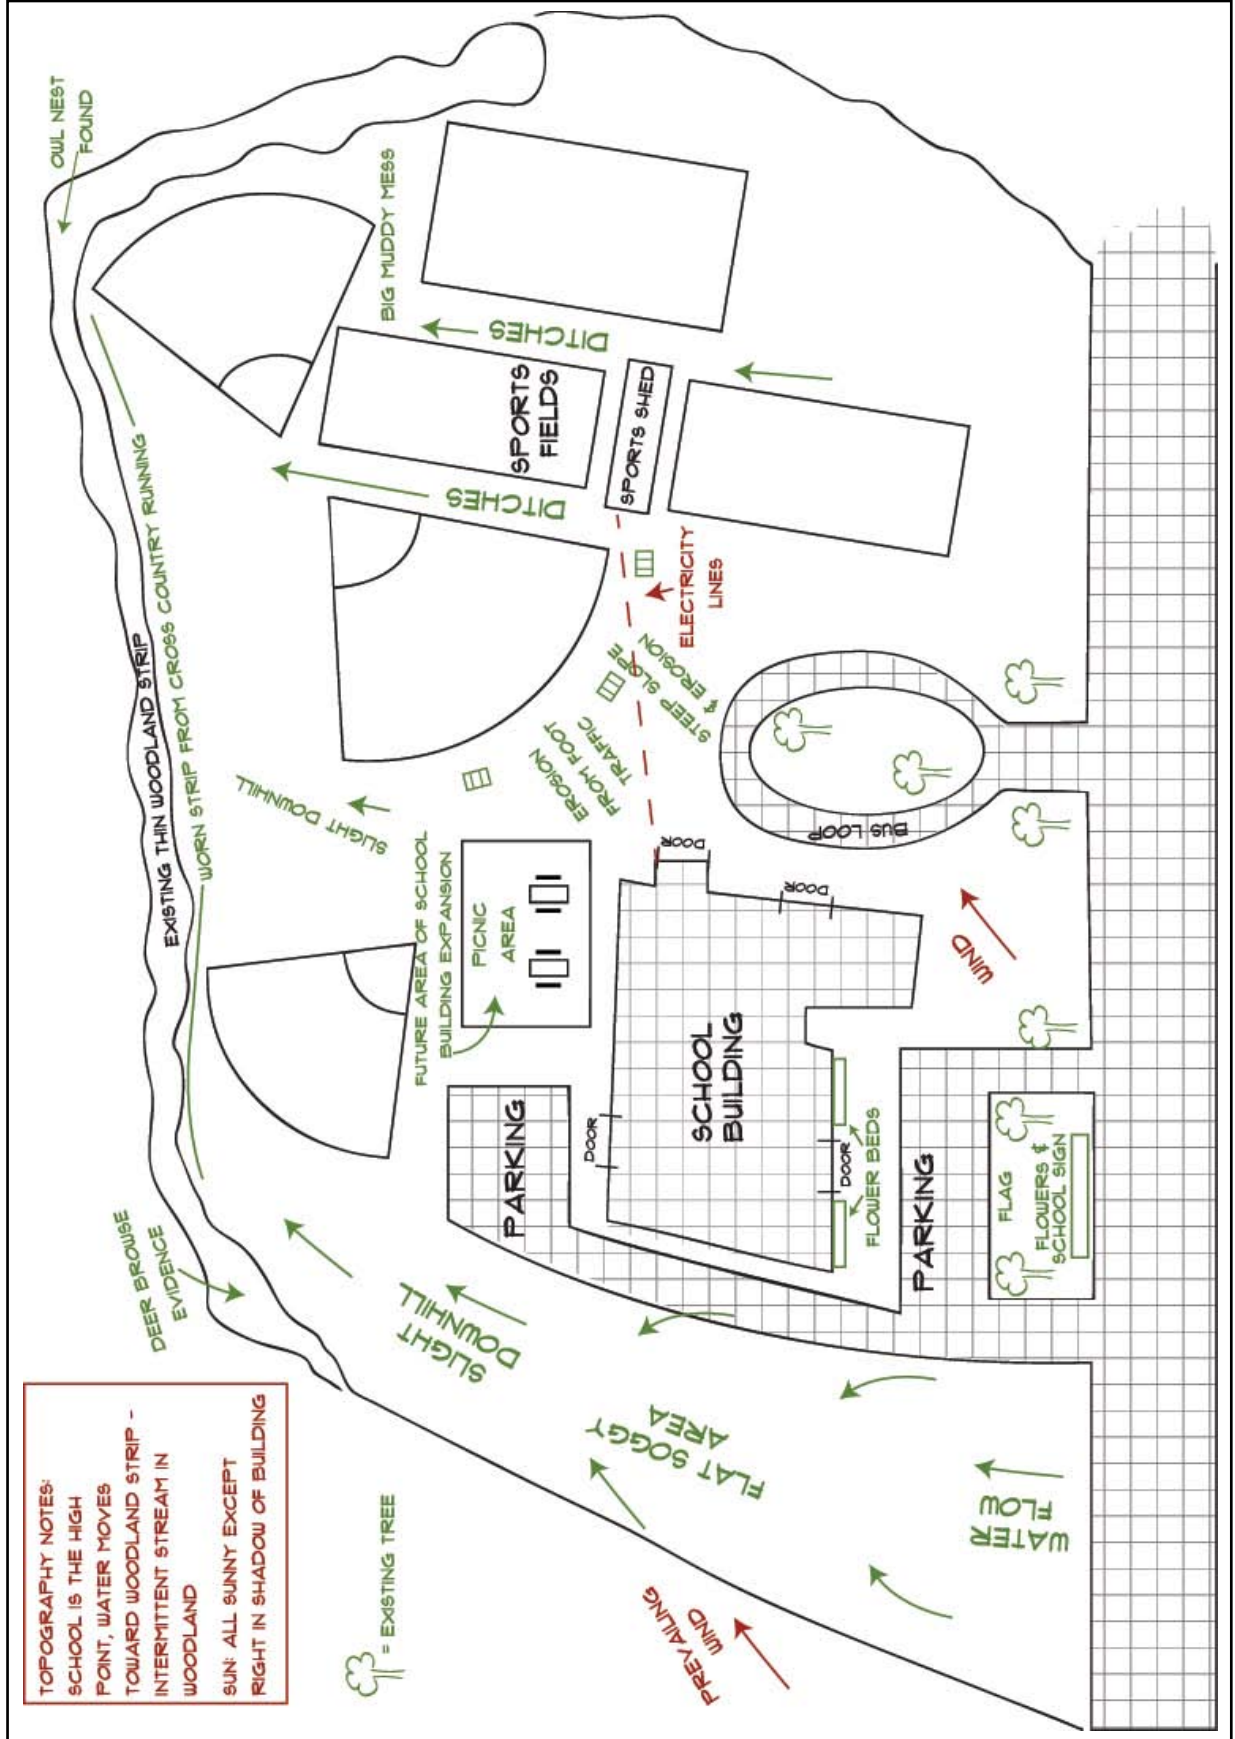 TOPOGRAPHY NOTES:
SCHOOL IS THE HIGH
POINT, WATER MOVES
TOWARD WOODLAND STRIP -
INTERMITTENT STREAM IN
WOODLAND
SUN: ALL SUNNY EXCEPT
RIGHT IN SHADOW OF BUILDING
= EXISTING TREE
DEER BROWSE
EVIDENCE
EXISTING THIN WOODLAND STRIP
WORN STRIP FROM CROSS COUNTRY RUNNING
OWL NEST
FOUND
BIG MUDDY MESS
DITCHES
DITCHES
SPORTS
FIELDS
SPORTS SHED
ELECTRICITY
LINES
STEEP SLOPE
& EROSION
EROSION
FROM FOOT
TRAFFIC
SLIGHT DOWNHILL
FUTURE AREA OF SCHOOL
BUILDING EXPANSION
PICNIC
AREA
DOOR
DOOR
BUS LOOP
WIND
SCHOOL
BUILDING
DOOR
DOOR
FLOWER BEDS
PARKING
PARKING
FLAG
FLOWERS &
SCHOOL SIGN
SLIGHT
DOWNHILL
FLAT SOGGY
AREA
WATER
FLOW
PREVAILING
WIND